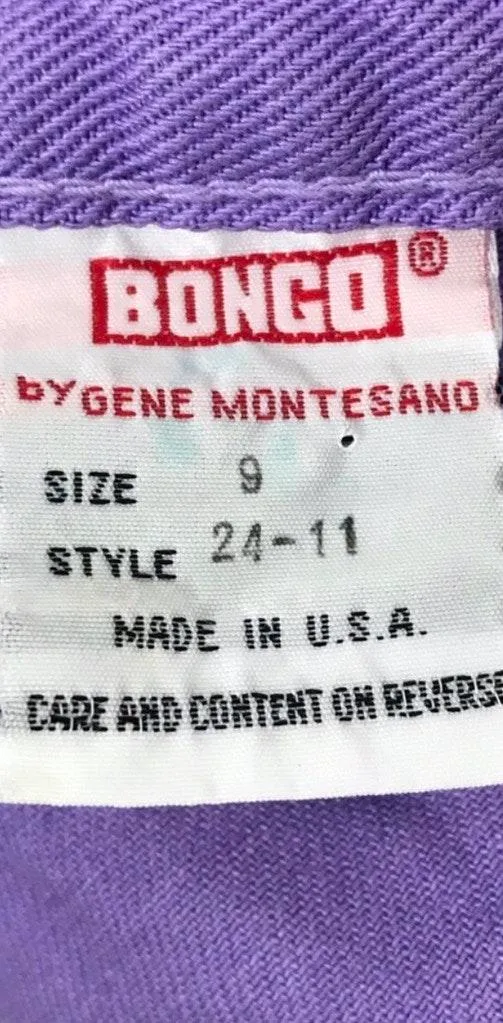 BONGO®
by GENE MONTESANO
SIZE 9
STYLE 24-11
MADE IN U.S.A.
CARE AND CONTENT ON REVERSE